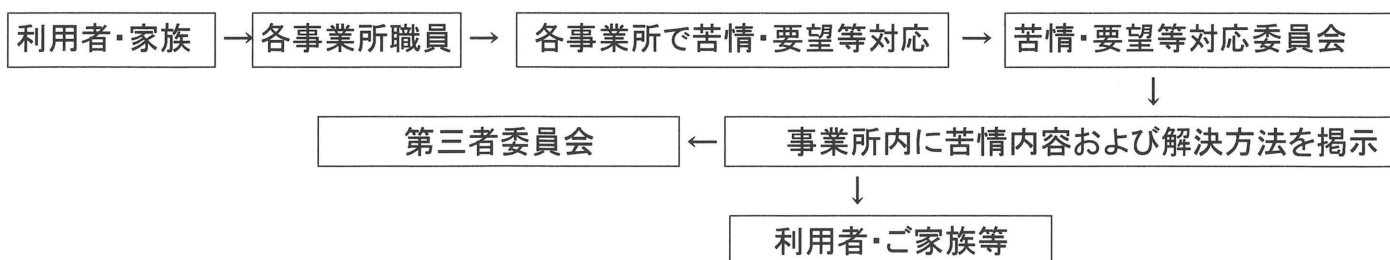 利用者・家族 → 各事業所職員 → 各事業所で苦情・要望等対応 → 苦情・要望等対応委員会
↓
第三者委員会 ← 事業所内に苦情内容および解決方法を掲示
↓
利用者・ご家族等